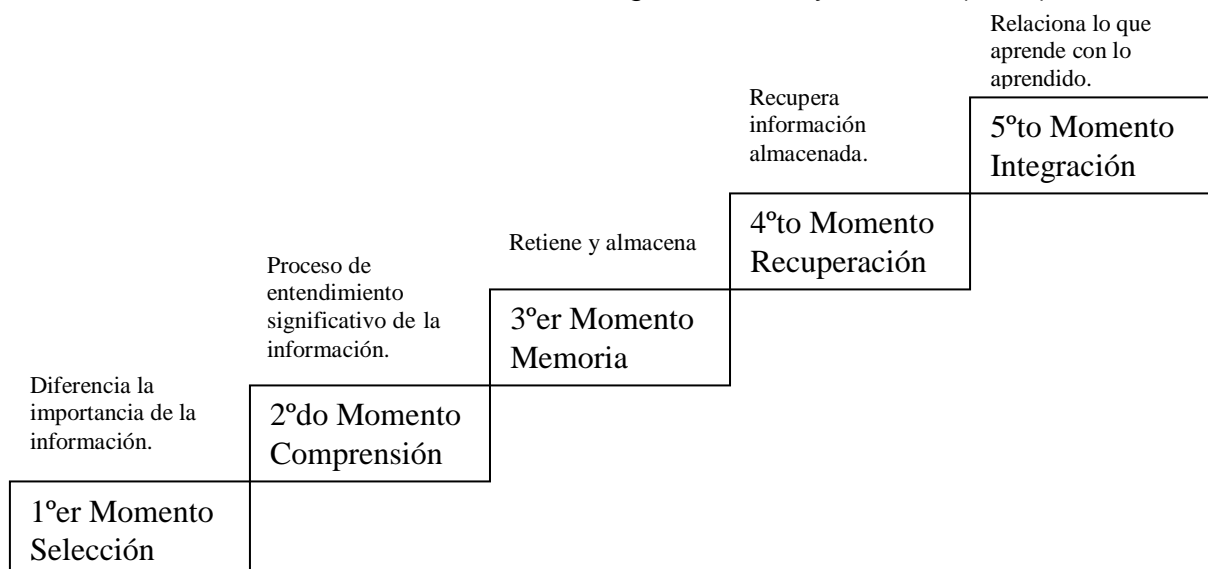 Relaciona lo que
aprende con lo
aprendido.
5ºto Momento
Integración
Recupera
información
almacenada.
4ºto Momento
Recuperación
Retiene y almacena
3ºer Momento
Memoria
Proceso de
entendimiento
significativo de la
información.
2ºdo Momento
Comprensión
Diferencia la
importancia de la
información.
1ºer Momento
Selección